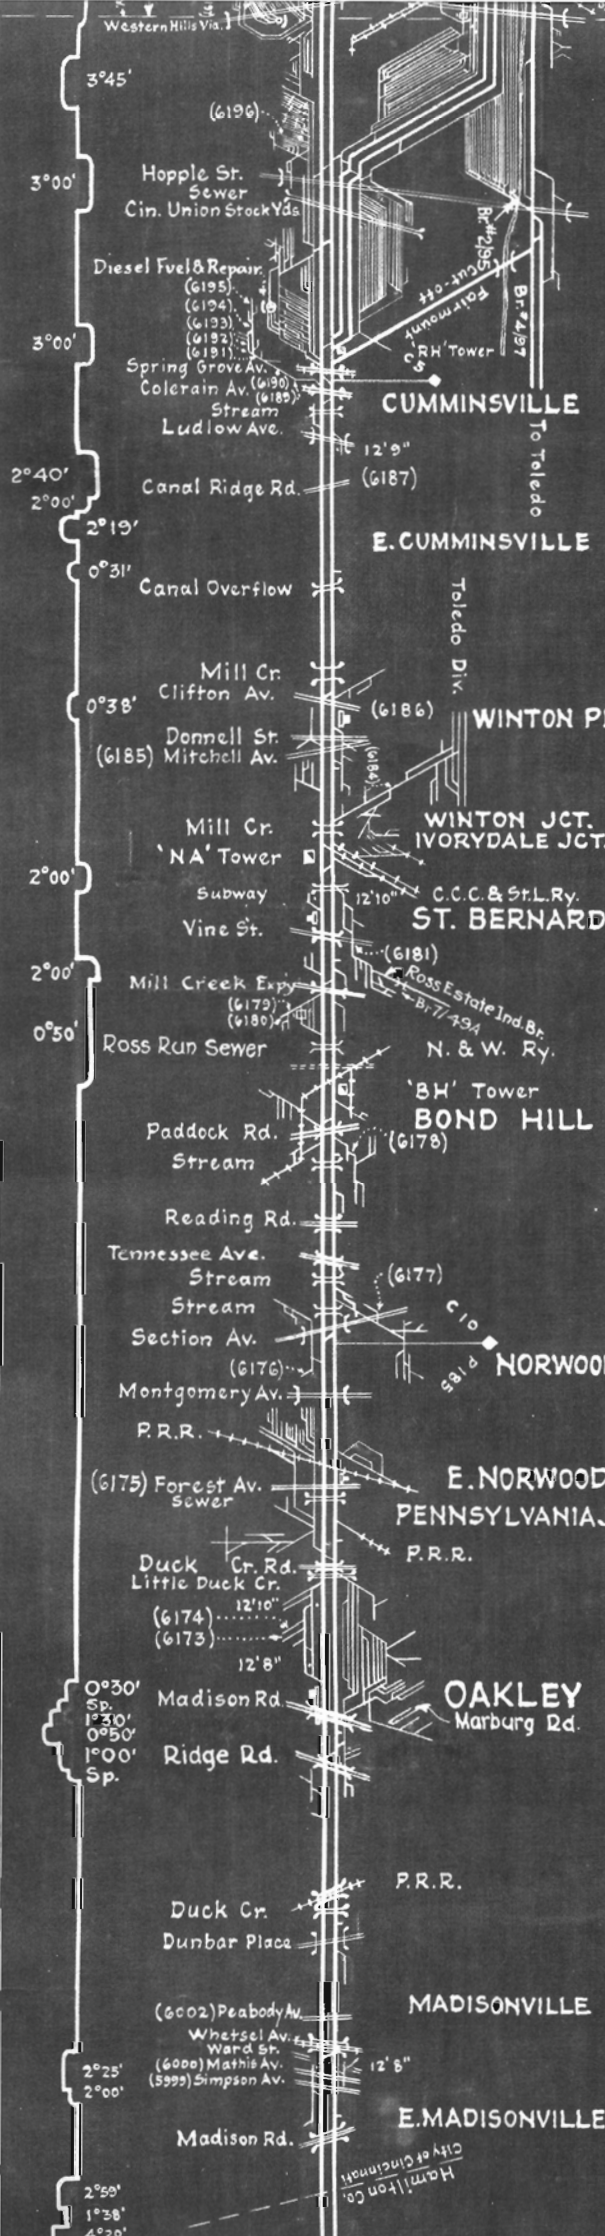 Western Hills Via.
3°45'
(6196)
3°00'
Hopple St.
Sewer
Cin. Union Stock Yds
Br.#2/95
Diesel Fuel & Repair.
(6195)
(6194)
(6193)
(6192)
(6191)
Fairmount Cut-off
Br.#4/97
3°00'
'RH' Tower
Spring Grove Av.
C5
Colerain Av. (6190)
(6189)
CUMMINSVILLE
Stream
Ludlow Ave.
12'9"
To Toledo
2°40'
2°00'
Canal Ridge Rd.
(6187)
2°19'
E. CUMMINSVILLE
0°31'
Canal Overflow
Toledo Div.
Mill Cr.
Clifton Av.
0°38'
(6186)
WINTON P
Donnell St.
(6185) Mitchell Av.
(6184)
Mill Cr.
WINTON JCT.
IVORYDALE JCT.
'NA' Tower
2°00'
Subway
12'10"
C.C.C. & St.L. Ry.
Vine St.
ST. BERNARD
(6181)
2°00'
Mill Creek Expy
Ross Estate Ind. Br.
Br 7/49A
(6179)
(6180)
0°50'
Ross Run Sewer
N. & W. Ry.
'BH' Tower
BOND HILL
Paddock Rd.
(6178)
Stream
Reading Rd.
Tennessee Ave.
Stream
(6177)
Stream
C10
Section Av.
P185
NORWOO
(6176)
Montgomery Av.
P.R.R.
(6175) Forest Av.
Sewer
E. NORWOOD
PENNSYLVANIA
P.R.R.
Duck Cr. Rd.
Little Duck Cr.
12'10"
(6174)
(6173)
12'8"
0°30'
Sp.
1°30'
0°50'
1°00'
Sp.
Madison Rd.
OAKLEY
Marburg Rd.
Ridge Rd.
P.R.R.
Duck Cr.
Dunbar Place
MADISONVILLE
(6002) Peabody Av.
Whetsel Av.
Ward St.
(6000) Mathis Av.
12'8"
(5999) Simpson Av.
2°25'
2°00'
E. MADISONVILLE
Madison Rd.
City of Cincinnati
Hamilton Co.
2°59'
1°38'